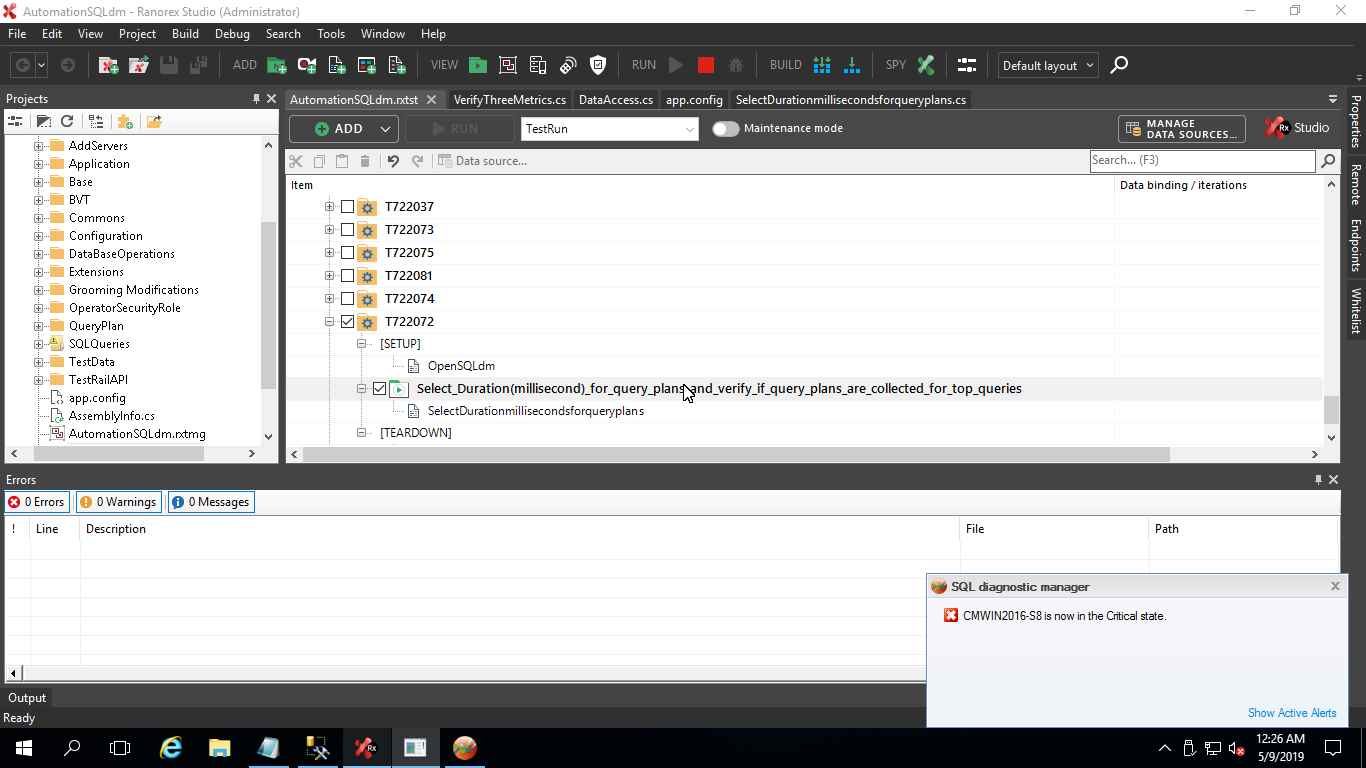 AutomationSQLdm - Ranorex Studio (Administrator)
File Edit View Project Build Debug Search Tools Window Help
ADD VIEW RUN BUILD SPY Default layout
Projects
AddServers
Application
Base
BVT
Commons
Configuration
DataBaseOperations
Extensions
Grooming Modifications
OperatorSecurityRole
QueryPlan
SQLQueries
TestData
TestRailAPI
app.config
AssemblyInfo.cs
AutomationSQLdm.rxtmg
AutomationSQLdm.rxtst VerifyThreeMetrics.cs DataAccess.cs app.config SelectDurationmillisecondsforqueryplans.cs
ADD RUN TestRun Maintenance mode MANAGE DATA SOURCES... Rx Studio
Data source... Search... (F3)
Item Data binding / iterations
T722037
T722073
T722075
T722081
T722074
T722072
[SETUP]
OpenSQLdm
Select_Duration(millisecond)_for_query_plans_and_verify_if_query_plans_are_collected_for_top_queries
SelectDurationmillisecondsforqueryplans
[TEARDOWN]
Properties
Remote
Endpoints
Whitelist
Errors
0 Errors 0 Warnings 0 Messages
! Line Description File Path
SQL diagnostic manager
CMWIN2016-S8 is now in the Critical state.
Show Active Alerts
Output
Ready
12:26 AM
5/9/2019